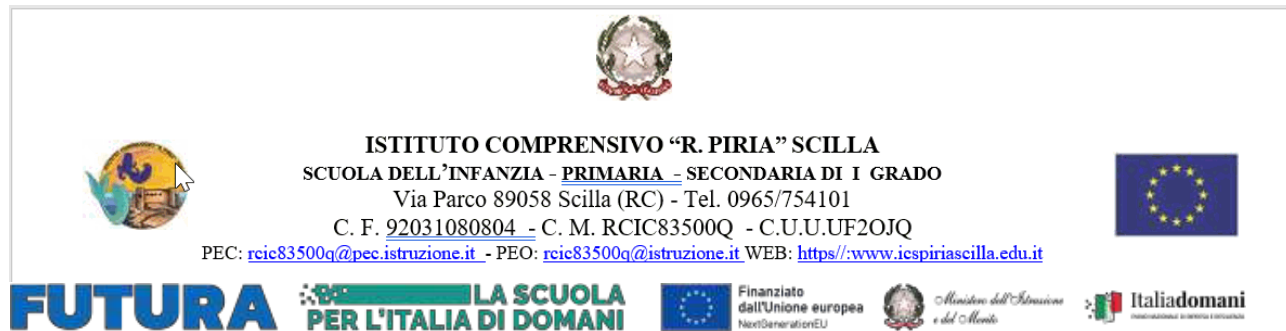 ISTITUTO COMPRENSIVO “R. PIRIA” SCILLA
SCUOLA DELL’INFANZIA - PRIMARIA - SECONDARIA DI I GRADO
Via Parco 89058 Scilla (RC) - Tel. 0965/754101
C. F. 92031080804 - C. M. RCIC83500Q - C.U.U.UF2OJQ
PEC: rcic83500q@pec.istruzione.it - PEO: rcic83500q@istruzione.it WEB: https//:www.icspiriascilla.edu.it
FUTURA
LA SCUOLA
PER L'ITALIA DI DOMANI
Finanziato
dall'Unione europea
NextGenerationEU
Ministero dell'Istruzione
e del Merito
Italiadomani